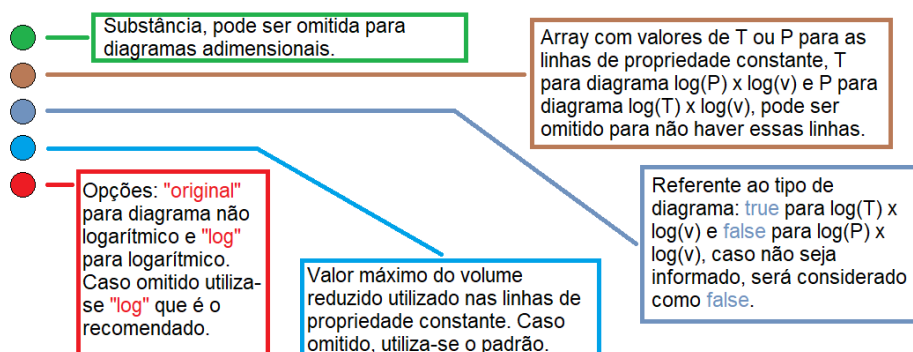 Substância, pode ser omitida para
diagramas adimensionais.
Array com valores de T ou P para as
linhas de propriedade constante, T
para diagrama log(P) x log(v) e P para
diagrama log(T) x log(v), pode ser
omitido para não haver essas linhas.
Referente ao tipo de
diagrama: true para log(T) x
log(v) e false para log(P) x
log(v), caso não seja
informado, será considerado
como false.
Valor máximo do volume
reduzido utilizado nas linhas de
propriedade constante. Caso
omitido, utiliza-se o padrão.
Opções: "original"
para diagrama não
logarítmico e "log"
para logarítmico.
Caso omitido utiliza-
se "log" que é o
recomendado.